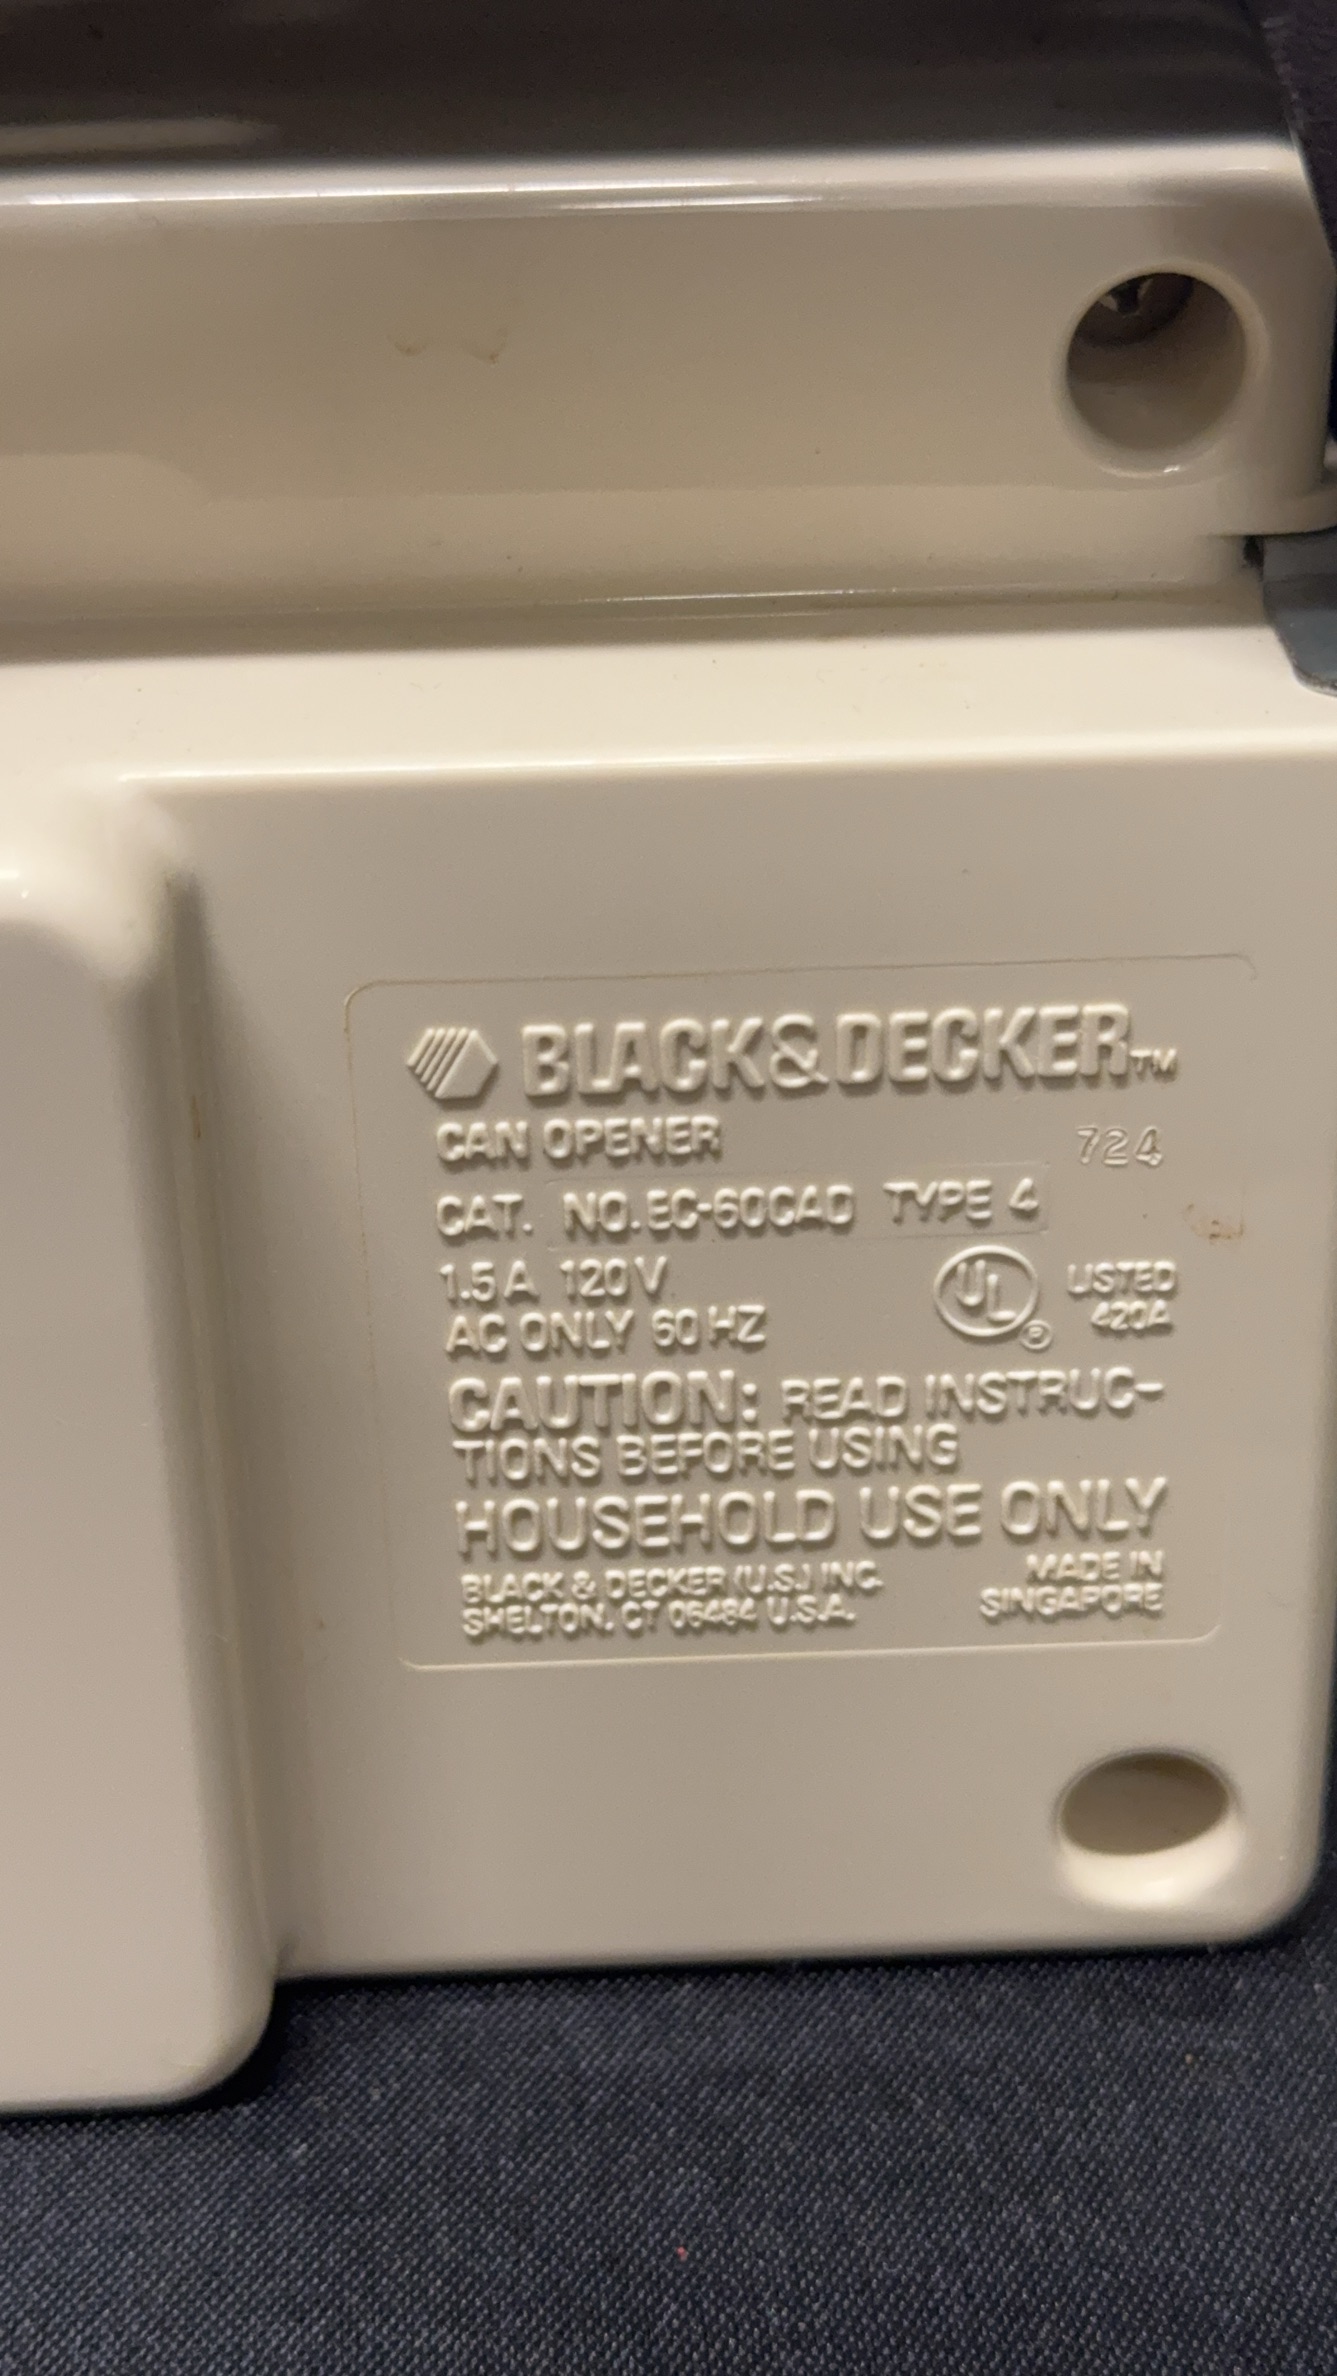 BLACK&DECKER™
CAN OPENER 724
CAT. NO. EC-60CAD TYPE 4
1.5A 120V
UL® LISTED
AC ONLY 60 HZ 420A
CAUTION: READ INSTRUC-
TIONS BEFORE USING
HOUSEHOLD USE ONLY
BLACK & DECKER (U.S.) INC. MADE IN
SHELTON, CT 06484 U.S.A. SINGAPORE